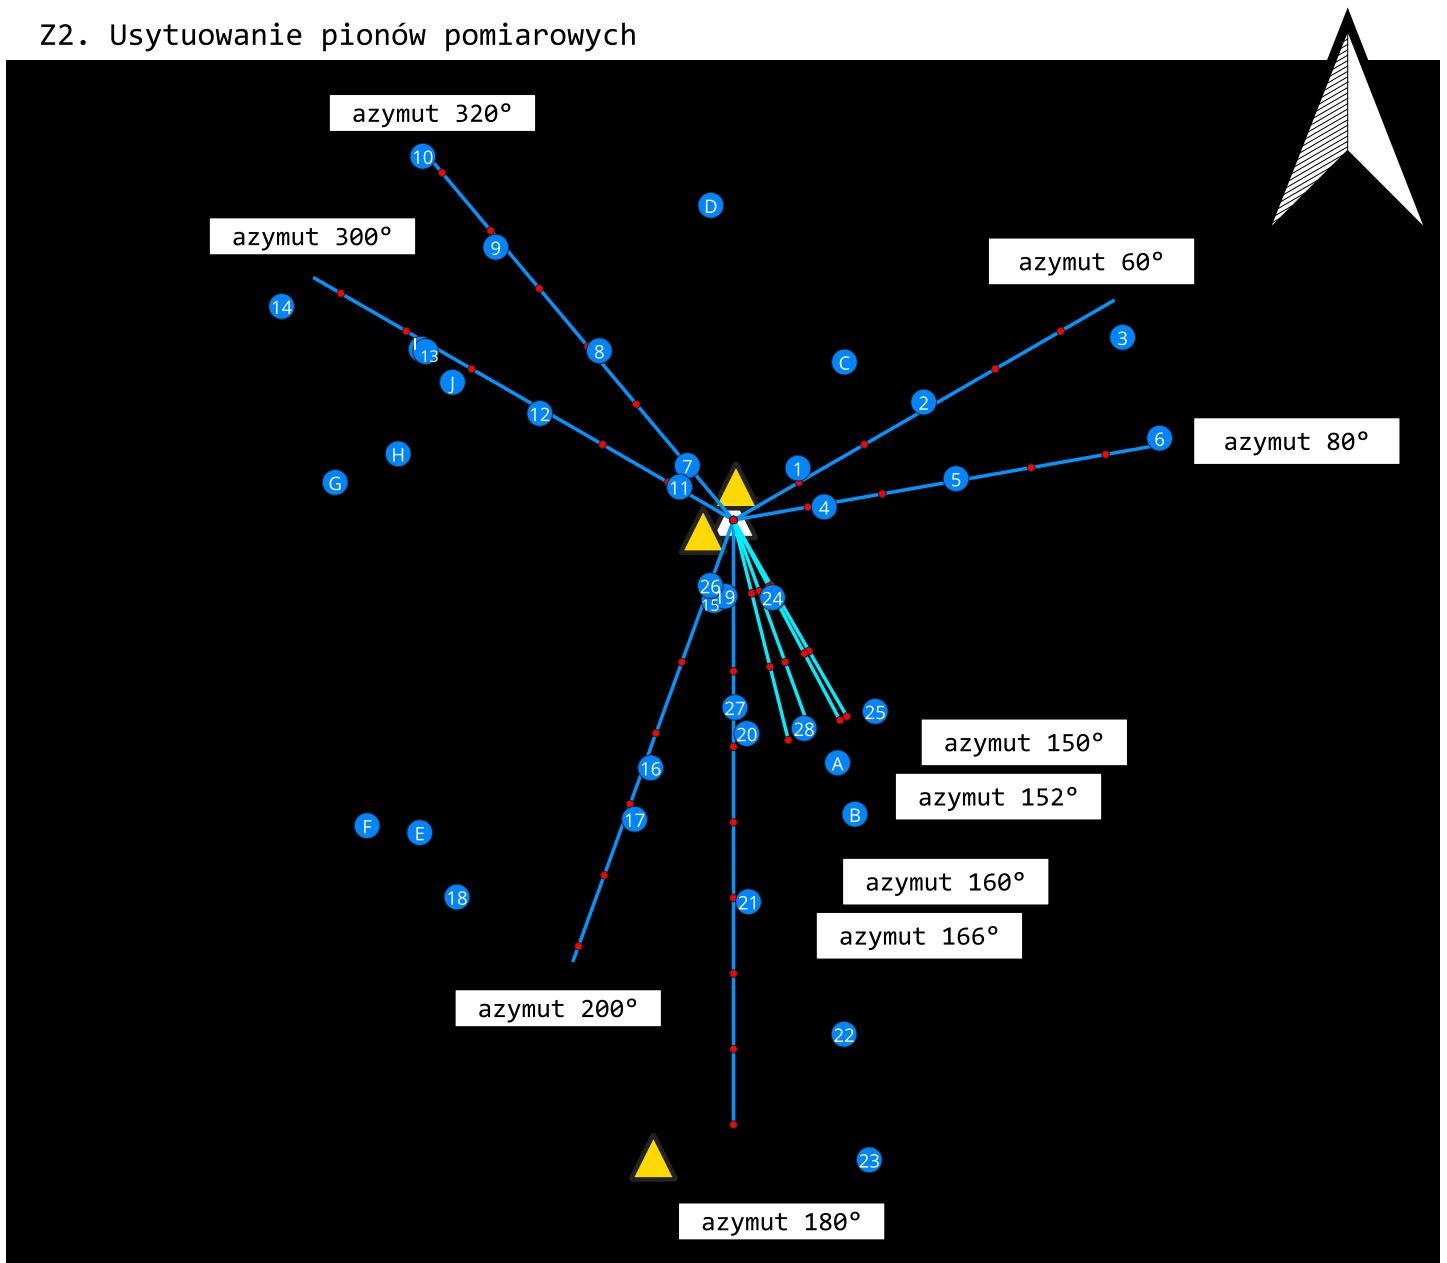 Z2. Usytuowanie pionów pomiarowych
azymut 320°
10
D
9
azymut 300°
azymut 60°
14
3
I
13
8
C
J
2
12
6
azymut 80°
H
7
1
G
11
5
4
26
15
19
24
27
25
28
20
azymut 150°
A
16
azymut 152°
B
17
F
E
azymut 160°
18
21
azymut 166°
azymut 200°
22
23
azymut 180°